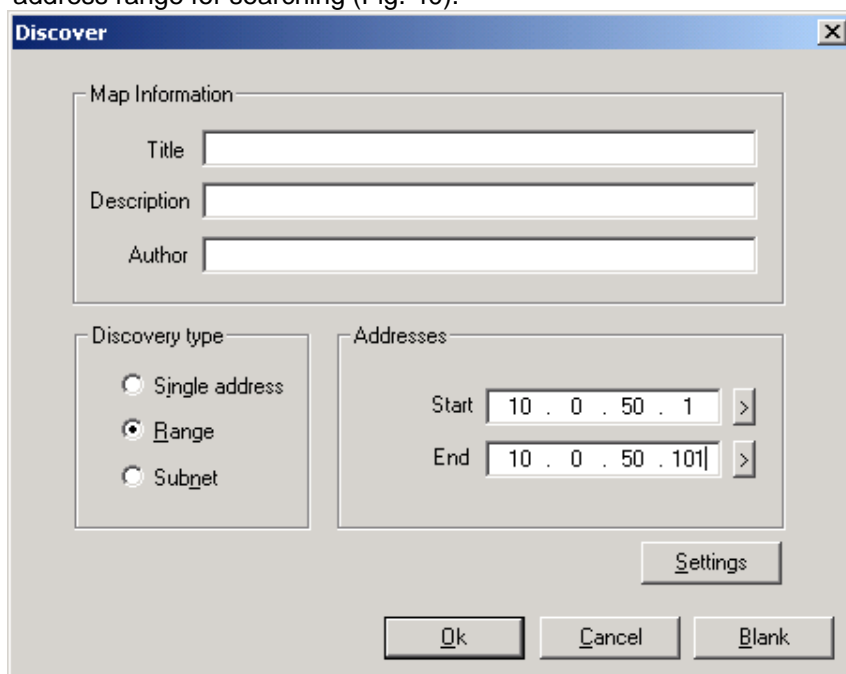 address range for searching (Fig. 46).
Discover
Map Information
Title
Description
Author
Discovery type
Single address
Range
Subnet
Addresses
Start 10 . 0 . 50 . 1 >
End 10 . 0 . 50 . 101 >
Settings
Ok Cancel Blank